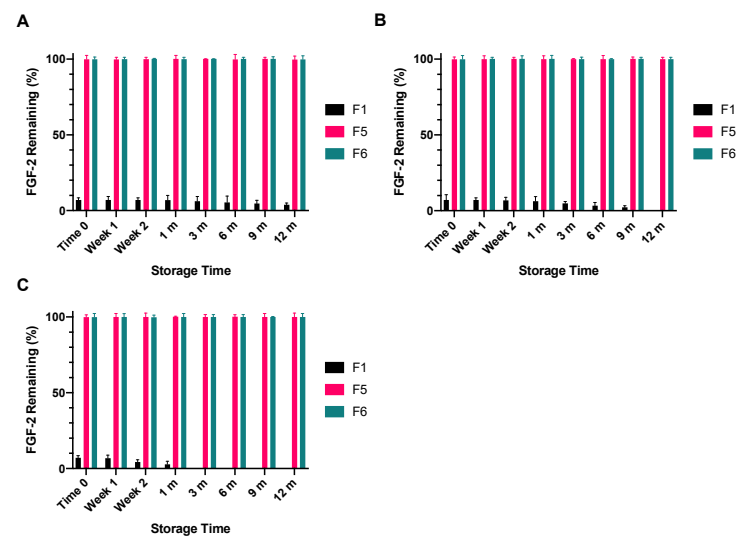 A
FGF-2 Remaining (%)
100
50
0
Time 0
Week 1
Week 2
1 m
3 m
6 m
9 m
12 m
Storage Time
F1
F5
F6
B
FGF-2 Remaining (%)
100
50
0
Time 0
Week 1
Week 2
1 m
3 m
6 m
9 m
12 m
Storage Time
F1
F5
F6
C
FGF-2 Remaining (%)
100
50
0
Time 0
Week 1
Week 2
1 m
3 m
6 m
9 m
12 m
Storage Time
F1
F5
F6